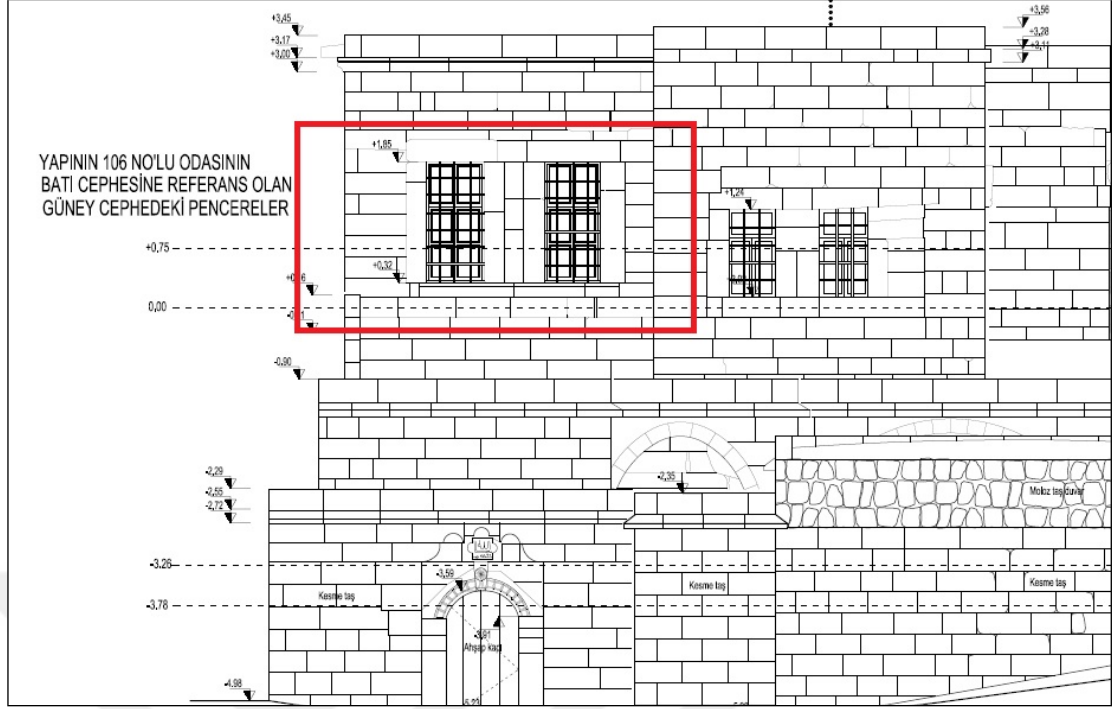 +3,45
+3,17
+3,00
+3,56
+3,28
+3,11
YAPININ 106 NO'LU ODASININ
BATI CEPHESİNE REFERANS OLAN
GÜNEY CEPHEDEKİ PENCERELER
+1,85
+1,24
+0,75
+0,32
0,00
-0,90
-2,29
-2,55
-2,72
-2,35
Moloz taş duvar
-3.26
-3,59
Kesme taş
Kesme taş
Kesme taş
-3,78
-3,91
Ahşap kapı
-4,98